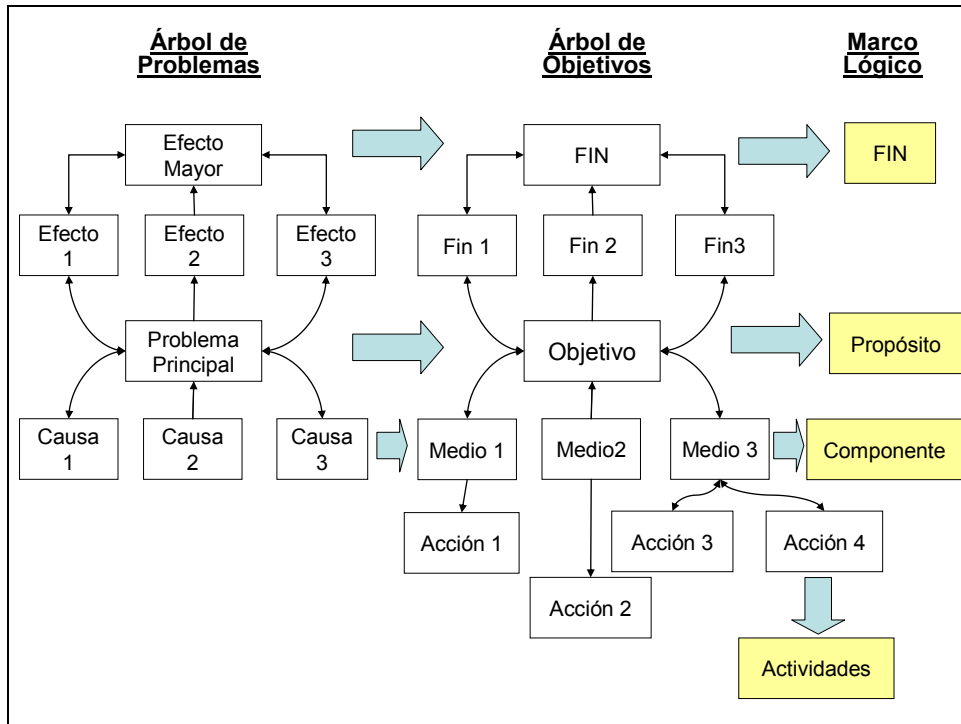 Árbol de
Problemas
Árbol de
Objetivos
Marco
Lógico
Efecto
Mayor
FIN
FIN
Efecto
1
Efecto
2
Efecto
3
Fin 1
Fin 2
Fin3
Problema
Principal
Objetivo
Propósito
Causa
1
Causa
2
Causa
3
Medio 1
Medio2
Medio 3
Componente
Acción 1
Acción 2
Acción 3
Acción 4
Actividades